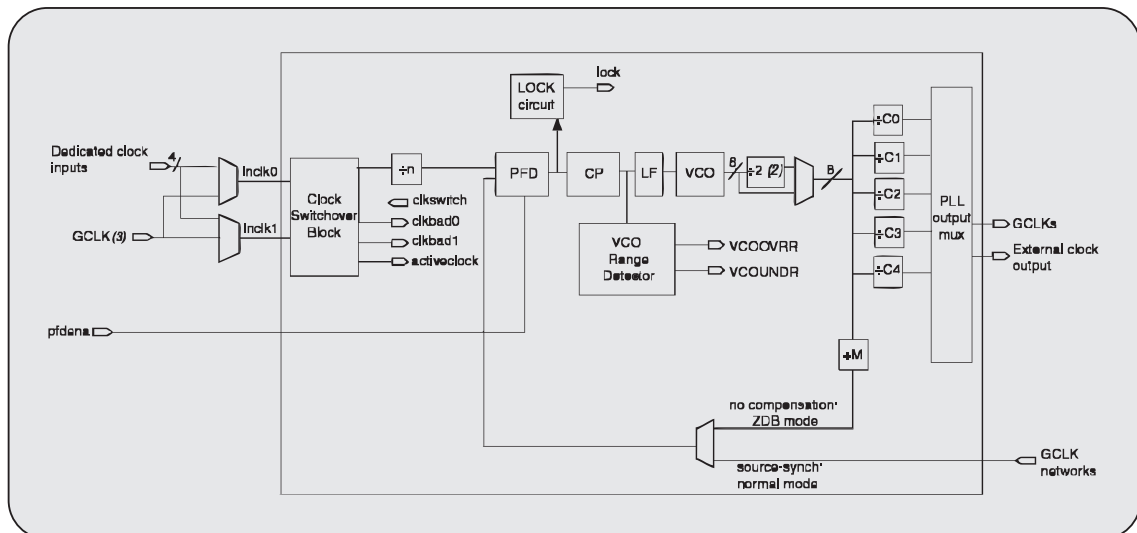 lock
LOCK
circuit
Dedicated clock
inputs
4
Inclk0
÷n
PFD
CP
LF
VCO
8
÷2 (2)
8
÷C0
÷C1
÷C2
÷C3
÷C4
PLL
output
mux
Clock
Switchover
Block
clkswitch
clkbad0
clkbad1
activeclock
GCLK (3)
Inclk1
VCO
Range
Detector
VCOOVRR
VCOUNDR
GCLKs
External clock
output
pfdena
÷M
no compensation;
ZDB mode
source-synch;
normal mode
GCLK
networks